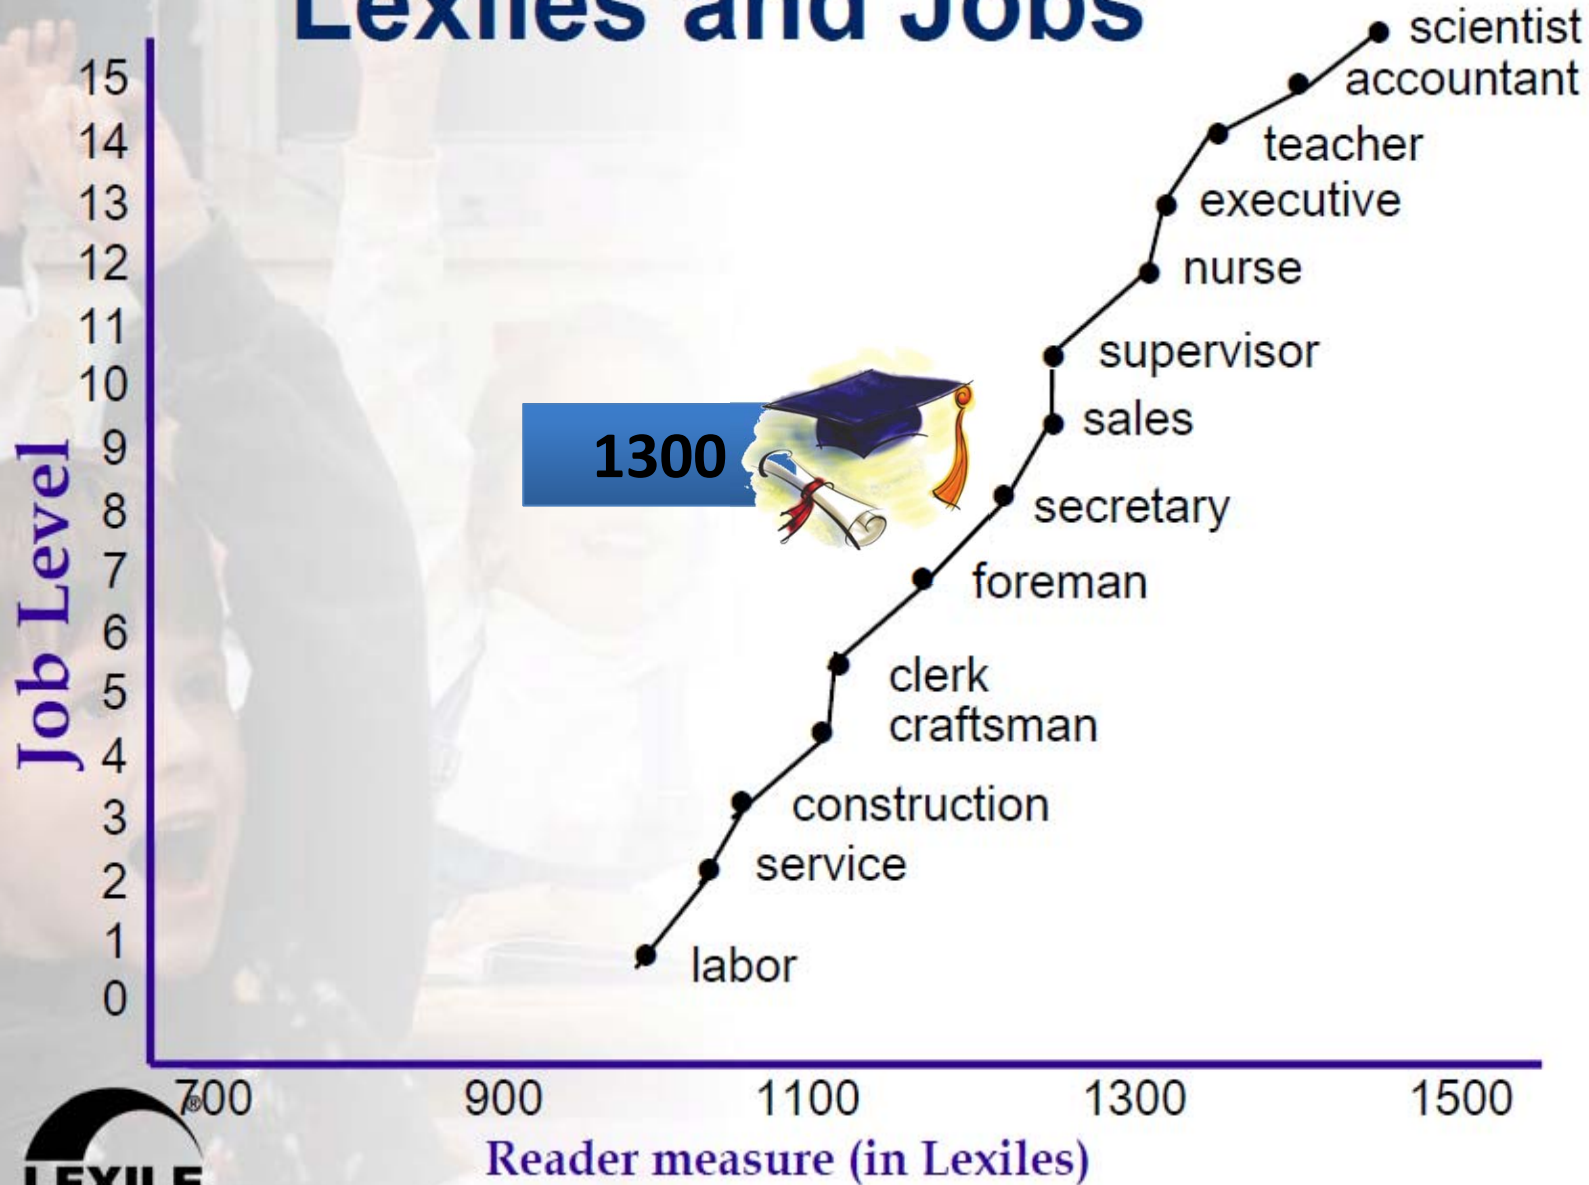 Lexiles and Jobs
scientist
15
accountant
14
teacher
13
executive
12
nurse
11
supervisor
10
sales
9
1300
8
secretary
7
foreman
6
clerk
5
craftsman
4
construction
3
service
2
1
labor
0
Job Level
700 900 1100 1300 1500
®
Reader measure (in Lexiles)
LEXILE